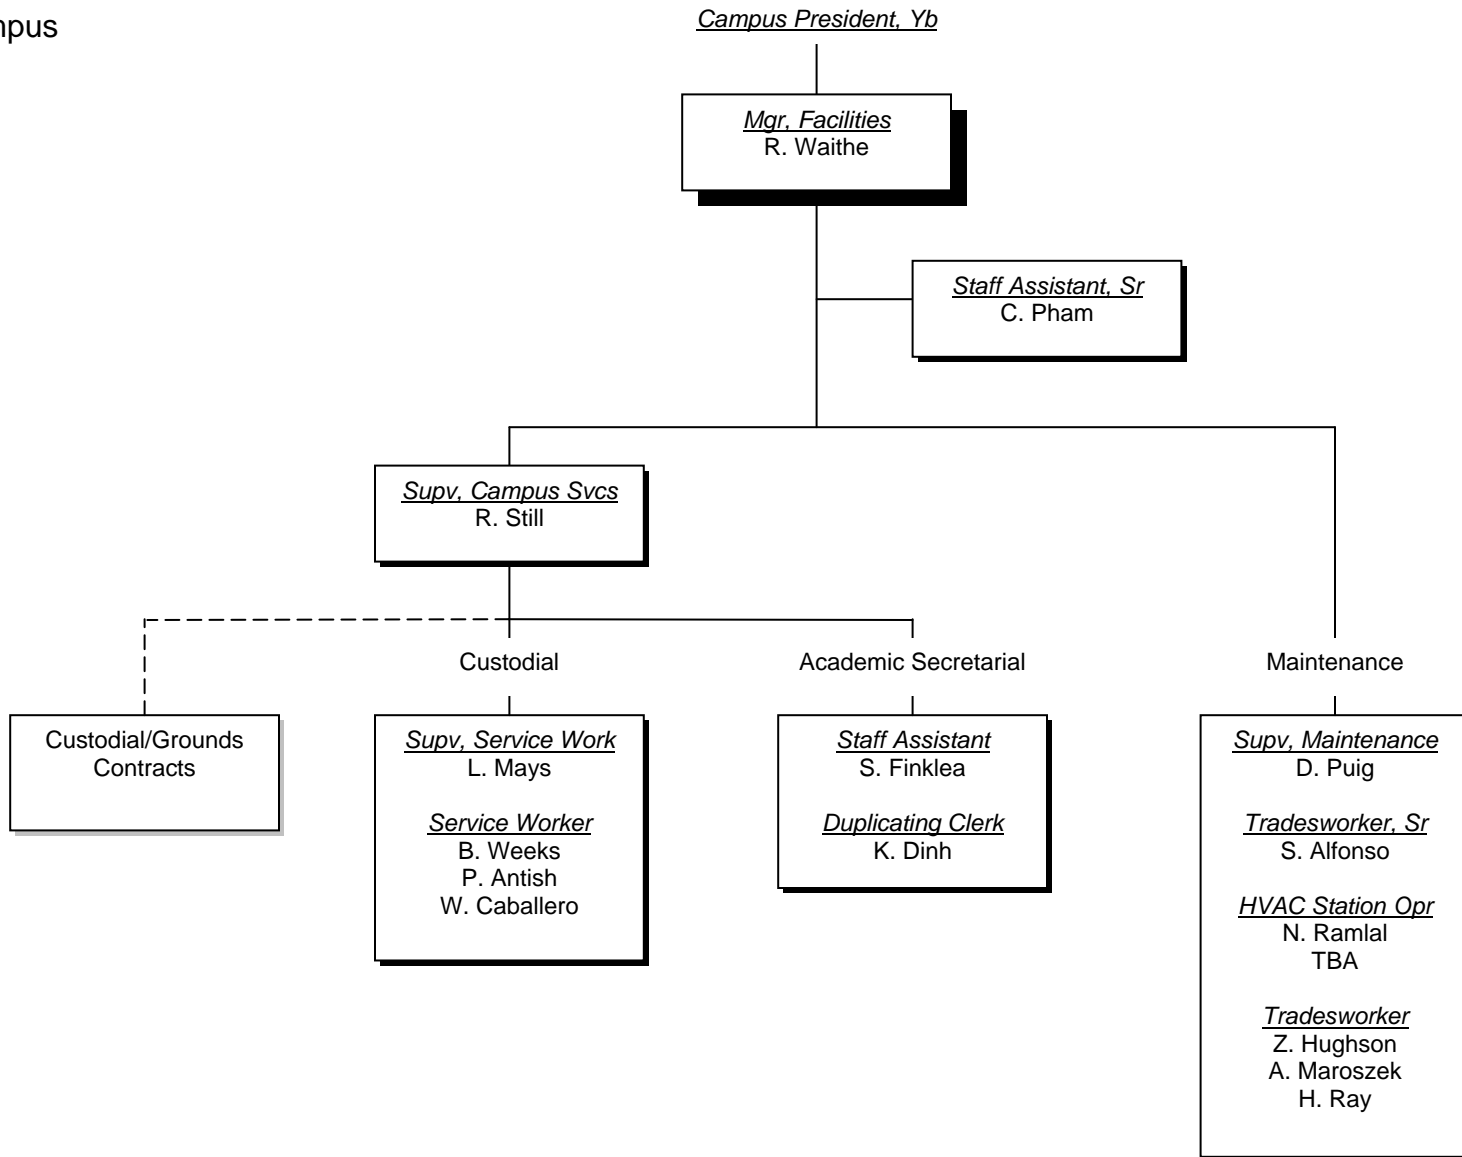 Campus President, Yb
Mgr, Facilities
R. Waithe
Staff Assistant, Sr
C. Pham
Supv, Campus Svcs
R. Still
Custodial
Academic Secretarial
Maintenance
Custodial/Grounds
Contracts
Supv, Service Work
L. Mays
Service Worker
B. Weeks
P. Antish
W. Caballero
Staff Assistant
S. Finklea
Duplicating Clerk
K. Dinh
Supv, Maintenance
D. Puig
Tradesworker, Sr
S. Alfonso
HVAC Station Opr
N. Ramlal
TBA
Tradesworker
Z. Hughson
A. Maroszek
H. Ray